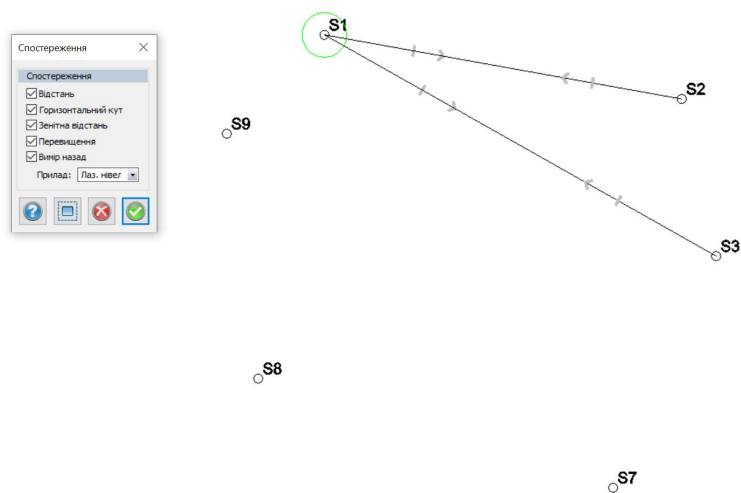 S1
Спостереження
Спостереження
Відстань
Горизонтальний кут
Зенітна відстань
Перевищення
Вимір назад
Прилад: Лаз. нівел
S2
S9
S3
S8
S7